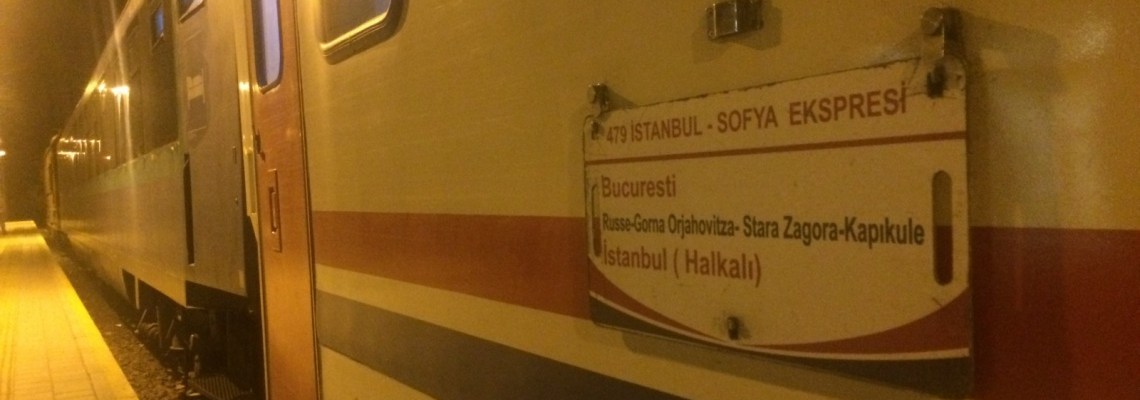 479 İSTANBUL - SOFYA EKSPRESİ
Bucuresti
Russe-Gorna Orjahovitza- Stara Zagora-Kapıkule
İstanbul ( Halkalı)